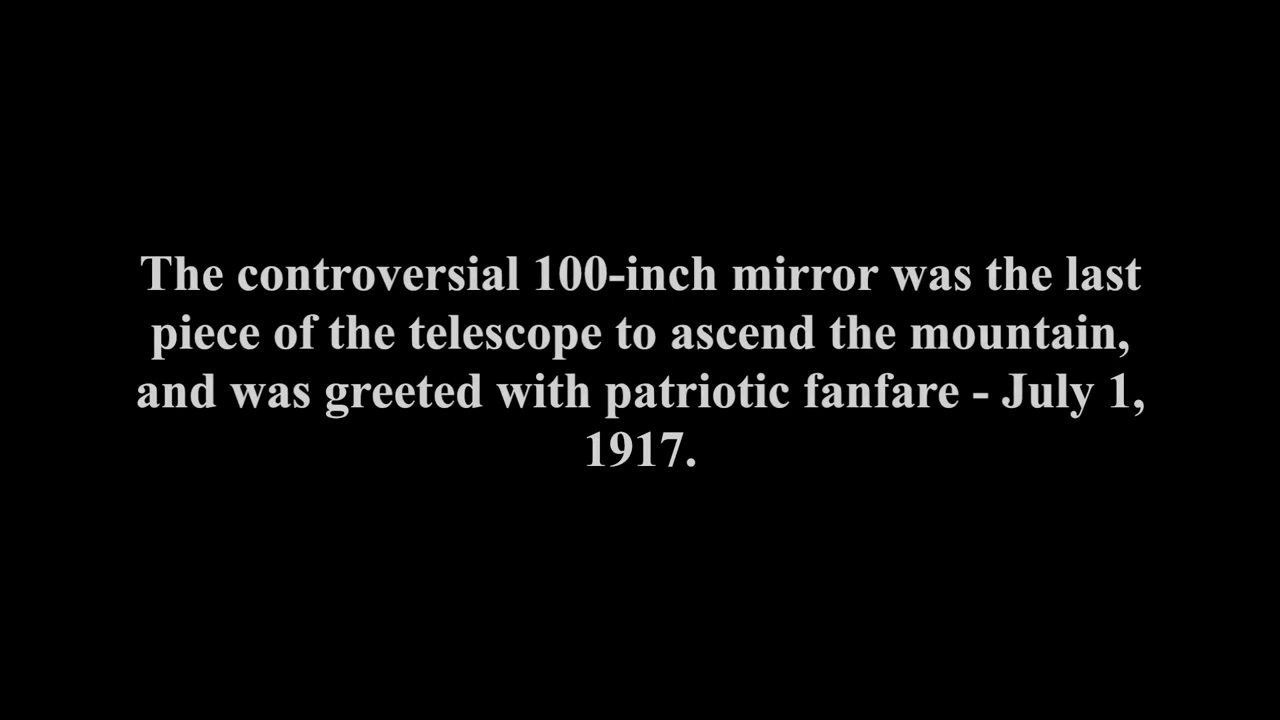 The controversial 100-inch mirror was the last
piece of the telescope to ascend the mountain,
and was greeted with patriotic fanfare - July 1,
1917.